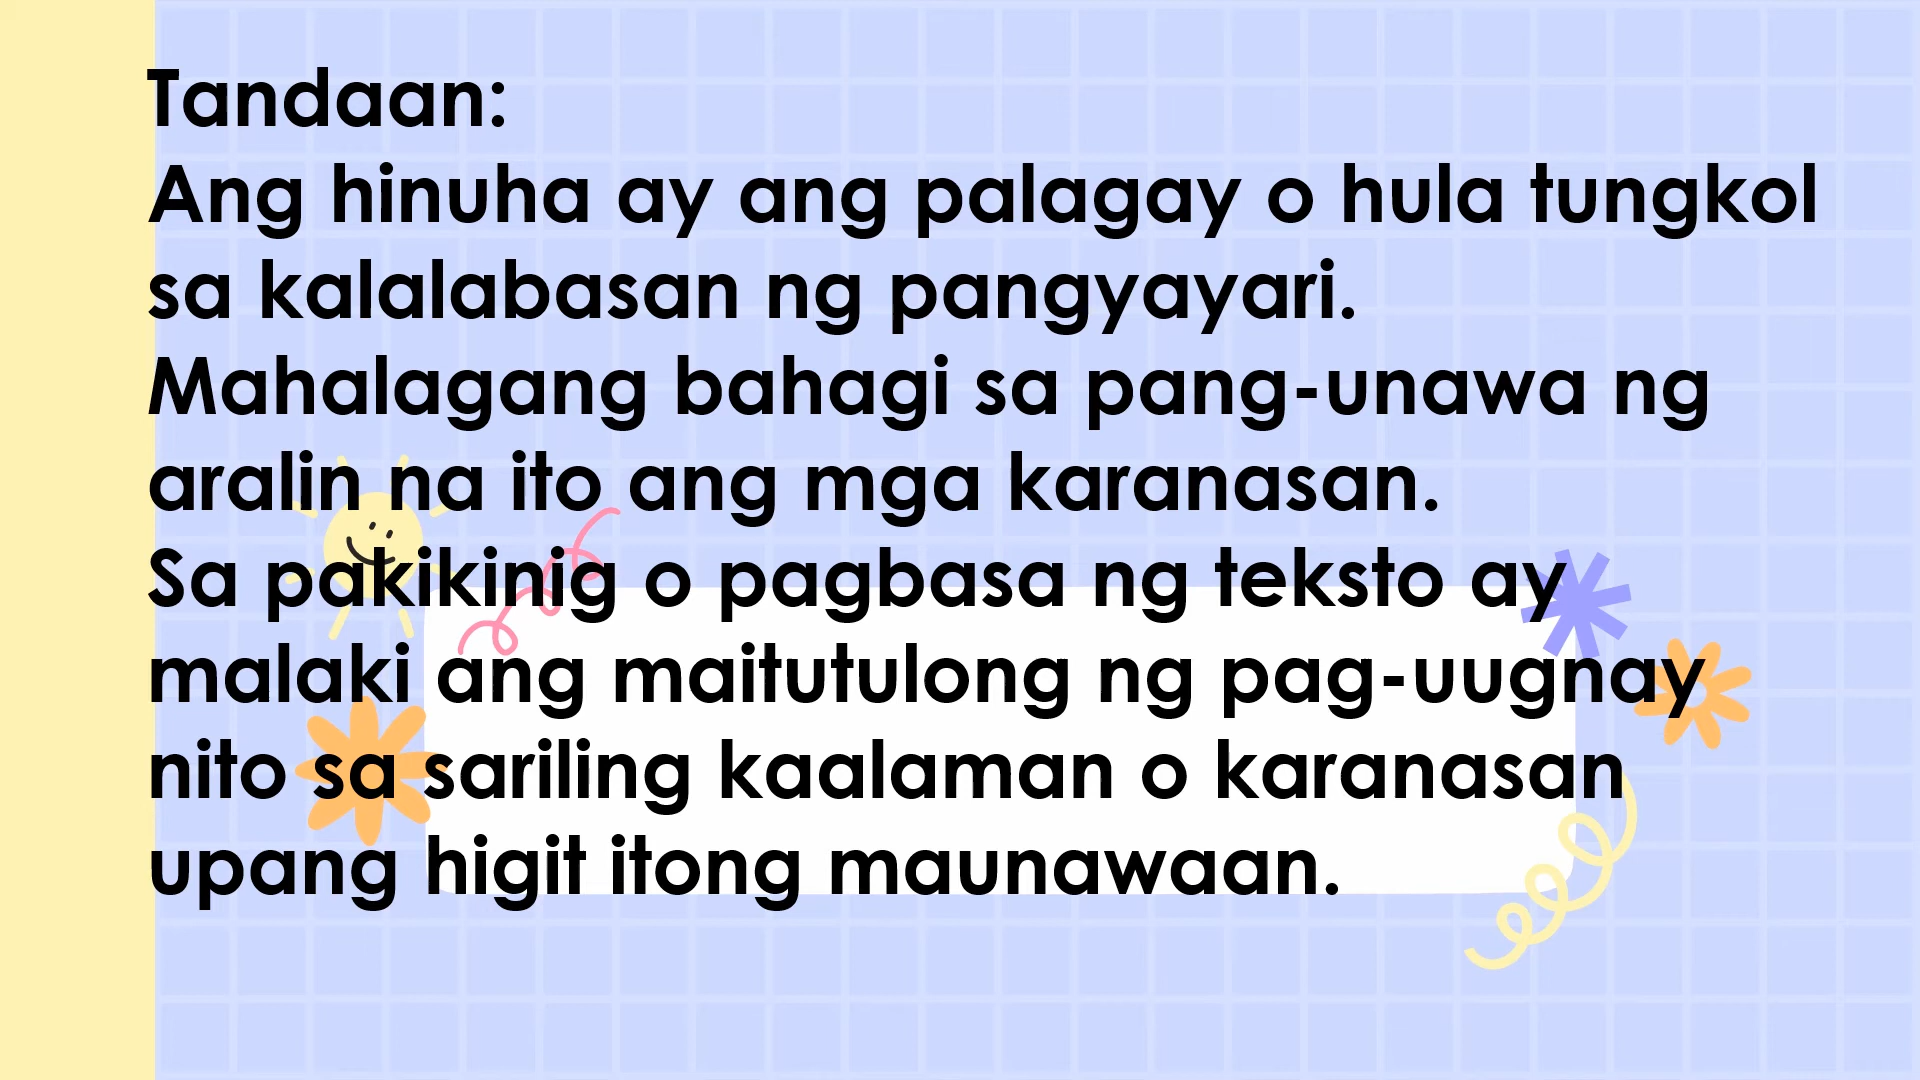 Tandaan:
Ang hinuha ay ang palagay o hula tungkol
sa kalalabasan ng pangyayari.
Mahalagang bahagi sa pang-unawa ng
aralin na ito ang mga karanasan.
Sa pakikinig o pagbasa ng teksto ay
malaki ang maitutulong ng pag-uugnay
nito sa sariling kaalaman o karanasan
upang higit itong maunawaan.